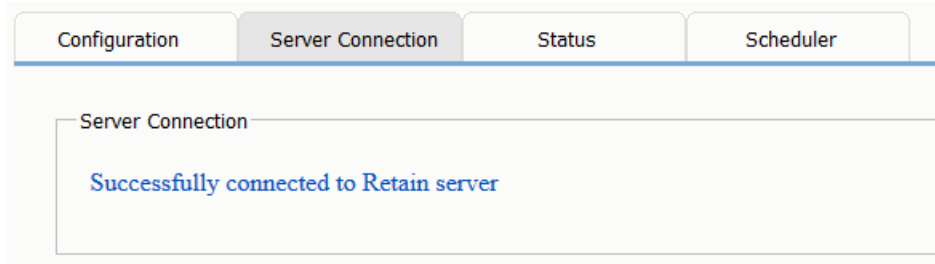 Configuration Server Connection Status Scheduler
Server Connection
Successfully connected to Retain server